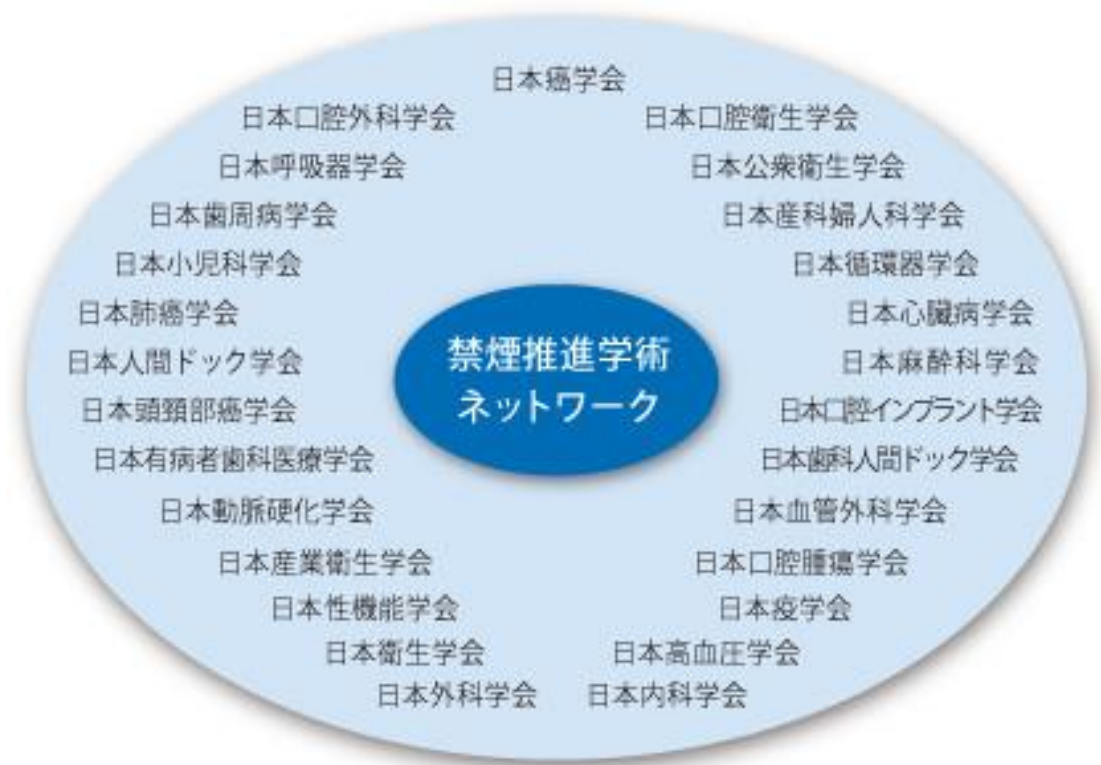 日本癌学会
日本口腔外科学会
日本口腔衛生学会
日本呼吸器学会
日本公衆衛生学会
日本歯周病学会
日本産科婦人科学会
日本小児科学会
日本循環器学会
日本肺癌学会
日本心臓病学会
日本人間ドック学会
日本麻酔科学会
日本頭頸部癌学会
日本口腔インプラント学会
日本有病者歯科医療学会
日本歯科人間ドック学会
日本動脈硬化学会
日本血管外科学会
日本産業衛生学会
日本口腔腫瘍学会
日本性機能学会
日本疫学会
日本衛生学会
日本高血圧学会
日本外科学会
日本内科学会
禁煙推進学術
ネットワーク